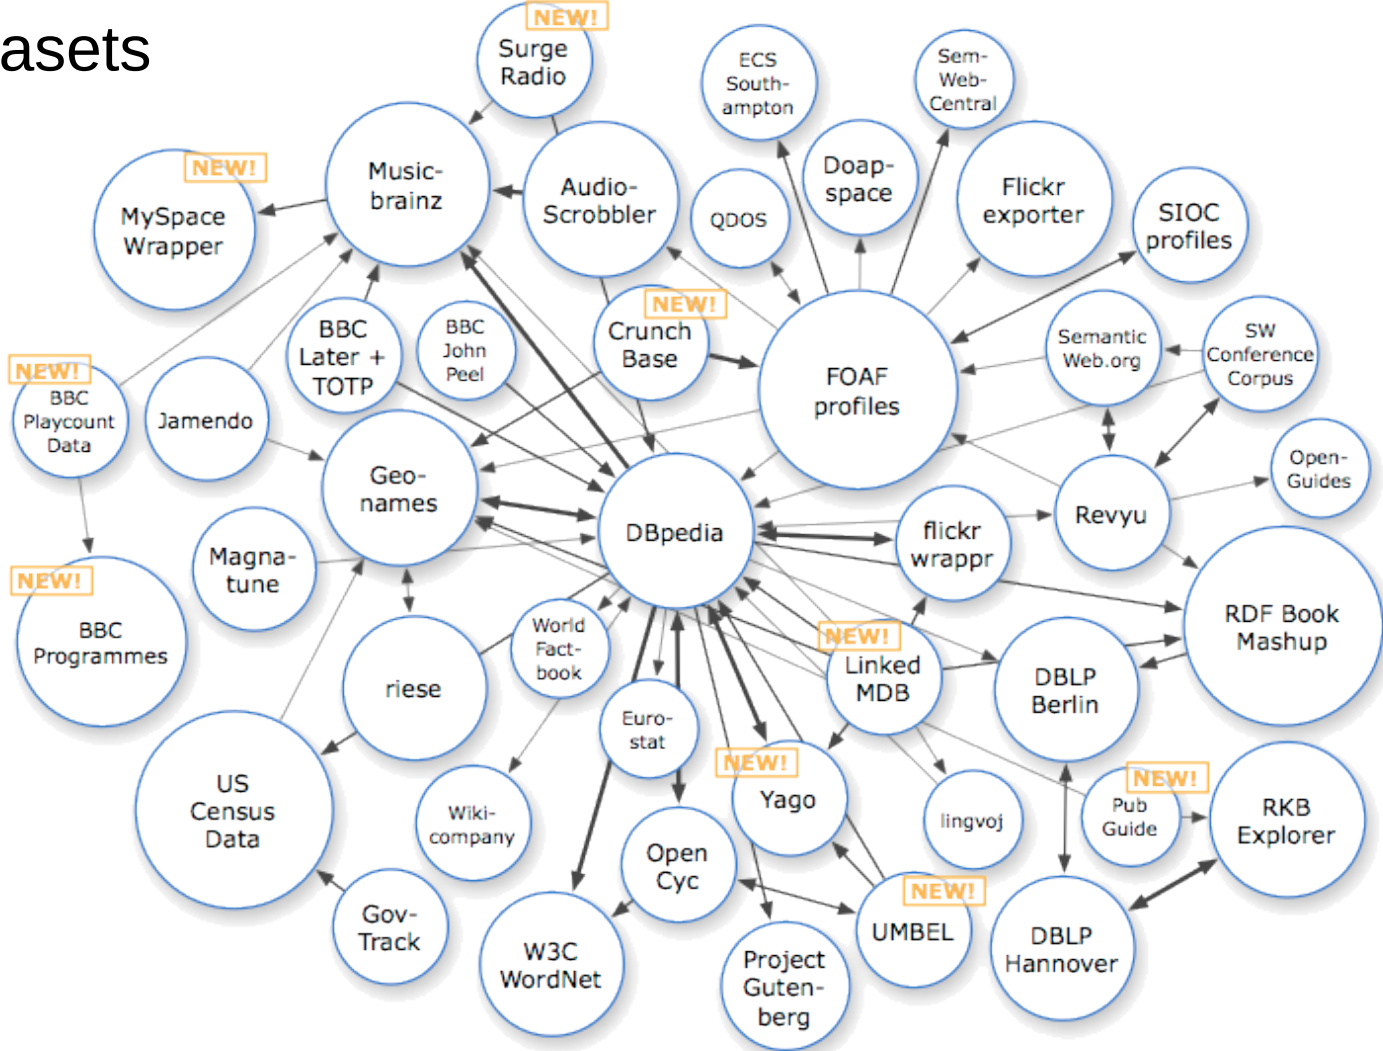 asets
NEW!
Surge
Radio
ECS
South-
ampton
Sem-
Web-
Central
NEW!
MySpace
Wrapper
Music-
brainz
Audio-
Scrobbler
QDOS
Doap-
space
Flickr
exporter
SIOC
profiles
NEW!
BBC
Playcount
Data
Jamendo
BBC
Later +
TOTP
BBC
John
Peel
NEW!
Crunch
Base
FOAF
profiles
Semantic
Web.org
SW
Conference
Corpus
Open-
Guides
Geo-
names
DBpedia
flickr
wrappr
Revyu
Magna-
tune
NEW!
BBC
Programmes
riese
World
Fact-
book
NEW!
Linked
MDB
DBLP
Berlin
RDF Book
Mashup
Euro-
stat
US
Census
Data
Wiki-
company
NEW!
Yago
lingvoj
NEW!
Pub
Guide
RKB
Explorer
Open
Cyc
Gov-
Track
W3C
WordNet
Project
Guten-
berg
NEW!
UMBEL
DBLP
Hannover